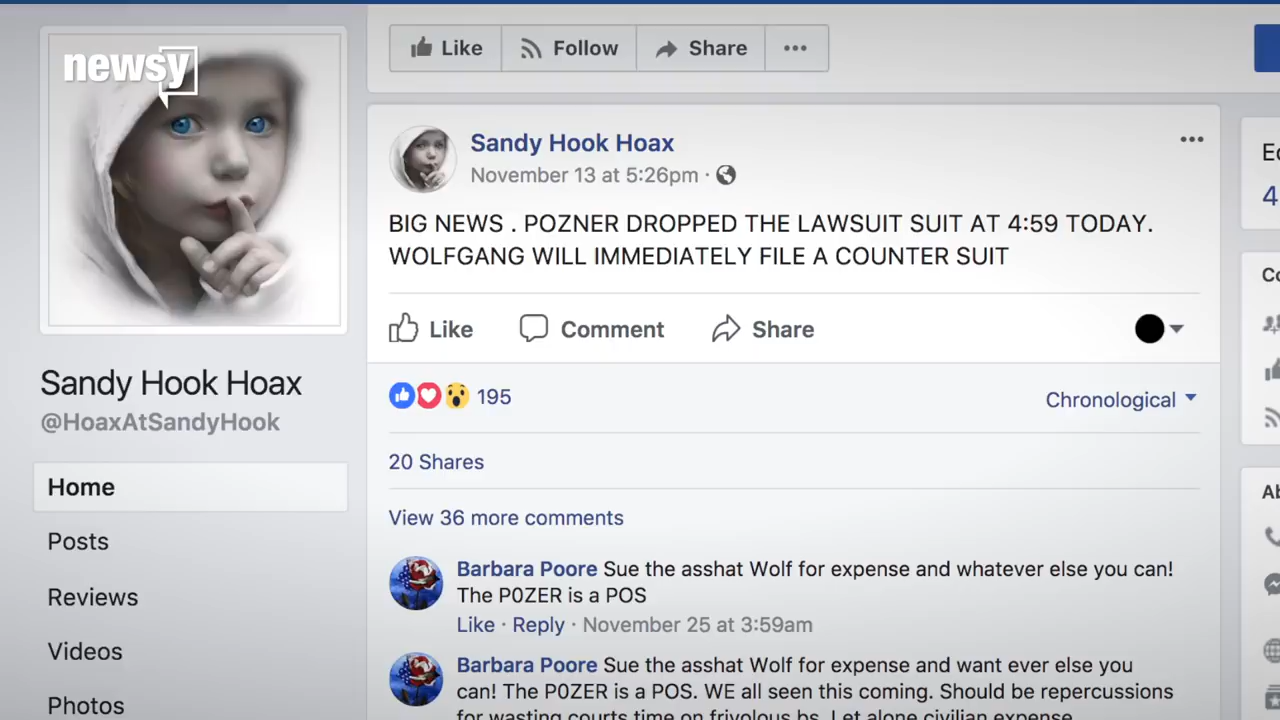 newsy
Like
Follow
Share
Sandy Hook Hoax
November 13 at 5:26pm ·
BIG NEWS . POZNER DROPPED THE LAWSUIT SUIT AT 4:59 TODAY.
WOLFGANG WILL IMMEDIATELY FILE A COUNTER SUIT
Like
Comment
Share
195
Chronological
20 Shares
View 36 more comments
Barbara Poore Sue the asshat Wolf for expense and whatever else you can!
The P0ZER is a POS
Like · Reply · November 25 at 3:59am
Barbara Poore Sue the asshat Wolf for expense and want ever else you
can! The P0ZER is a POS. WE all seen this coming. Should be repercussions
for wasting courts time on frivolous bs. Let alone civilian expense
Sandy Hook Hoax
@HoaxAtSandyHook
Home
Posts
Reviews
Videos
Photos
4